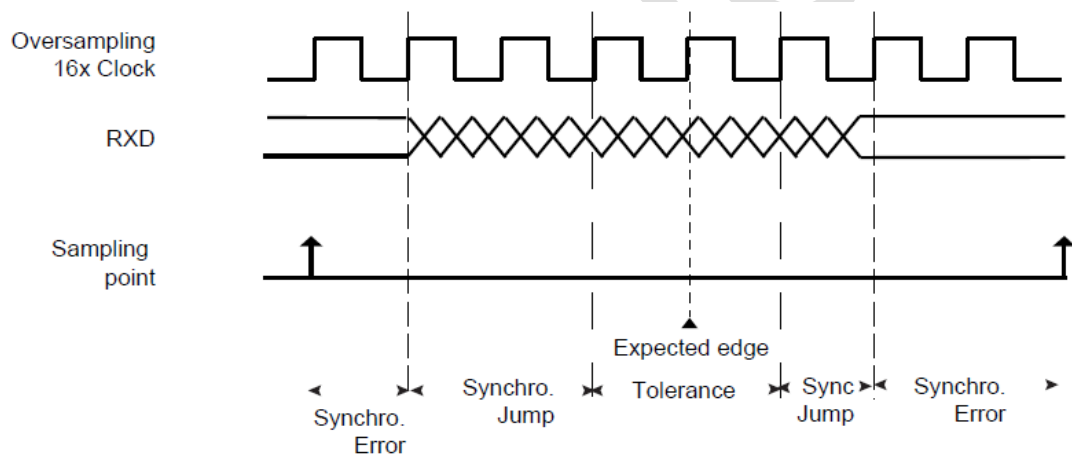 Oversampling
16x Clock
RXD
Sampling
point
Expected edge
Synchro.
Error
Synchro.
Jump
Tolerance
Sync
Jump
Synchro.
Error